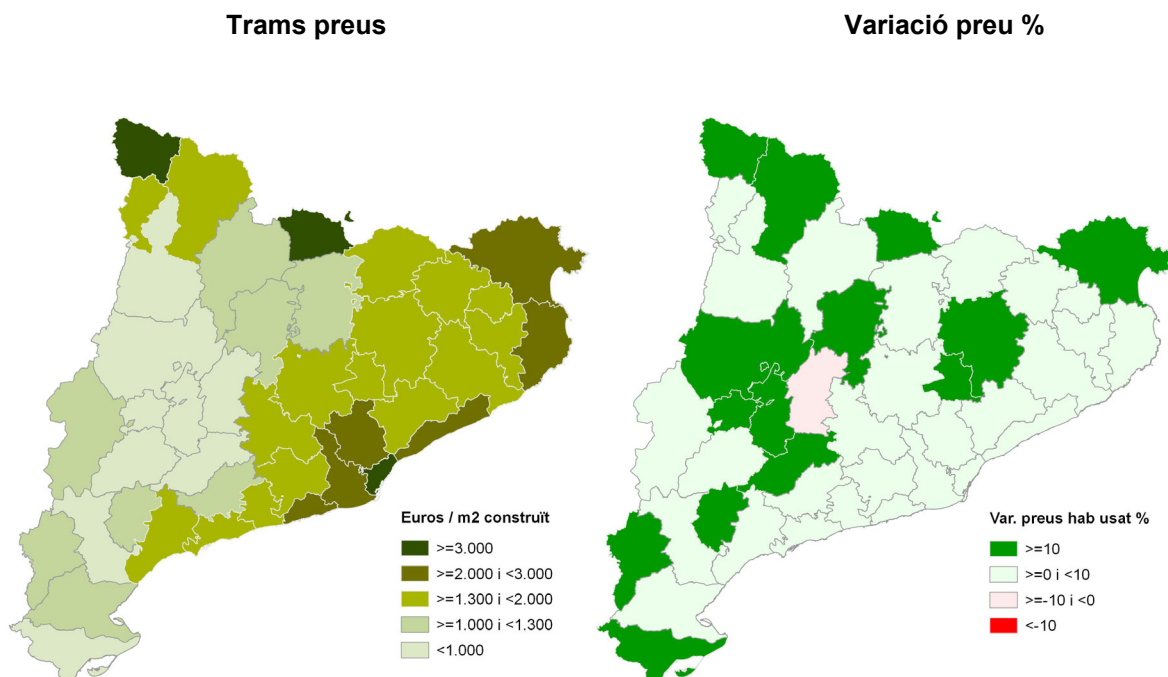 Trams preus
Variació preu %
Euros / m2 construït
>=3.000
>=2.000 i <3.000
>=1.300 i <2.000
>=1.000 i <1.300
<1.000
Var. preus hab usat %
>=10
>=0 i <10
>=-10 i <0
<-10